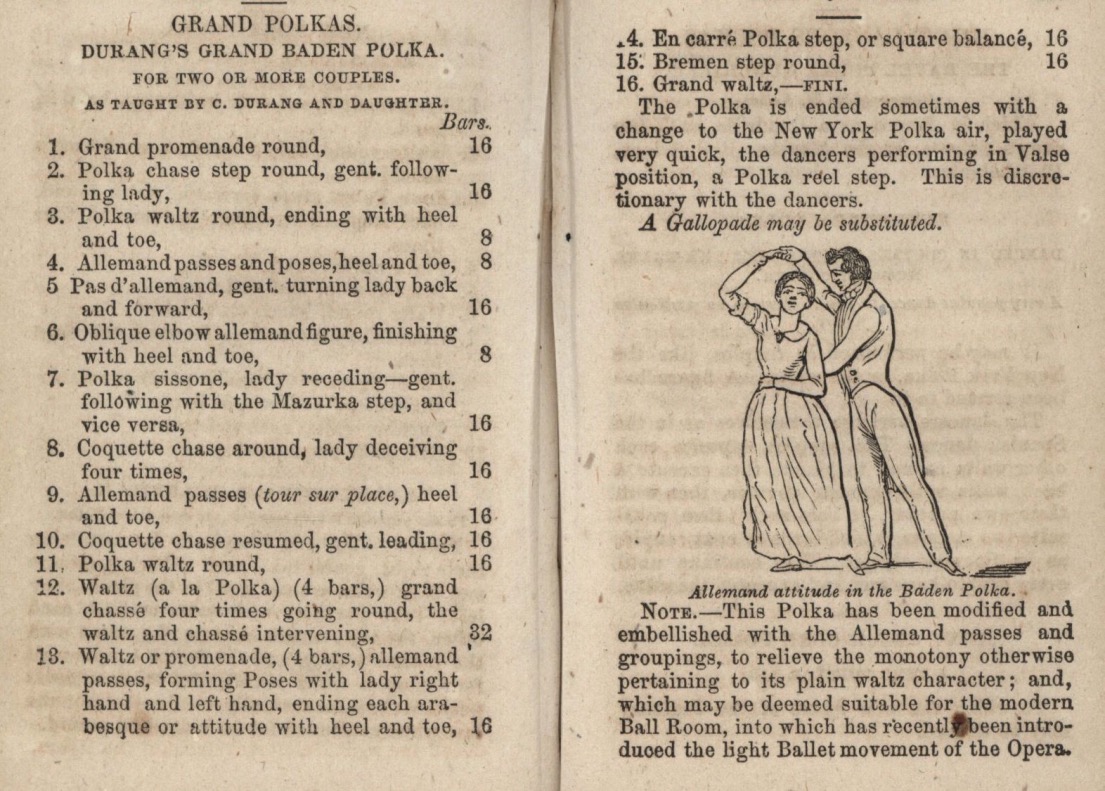 GRAND POLKAS.
DURANG'S GRAND BADEN POLKA.
FOR TWO OR MORE COUPLES.
AS TAUGHT BY C. DURANG AND DAUGHTER.
Bars.
1. Grand promenade round, 16
2. Polka chase step round, gent. follow-
ing lady, 16
3. Polka waltz round, ending with heel
and toe, 8
4. Allemand passes and poses, heel and toe, 8
5 Pas d'allemand, gent. turning lady back
and forward, 16
6. Oblique elbow allemand figure, finishing
with heel and toe, 8
7. Polka sissone, lady receding—gent.
following with the Mazurka step, and
vice versa, 16
8. Coquette chase around, lady deceiving
four times, 16
9. Allemand passes (tour sur place,) heel
and toe, 16
10. Coquette chase resumed, gent. leading, 16
11. Polka waltz round, 16
12. Waltz (a la Polka) (4 bars,) grand
chassé four times going round, the
waltz and chassé intervening, 32
13. Waltz or promenade, (4 bars,) allemand
passes, forming Poses with lady right
hand and left hand, ending each ara-
besque or attitude with heel and toe, 16
14. En carré Polka step, or square balancé, 16
15. Bremen step round, 16
16. Grand waltz,—FINI.
The Polka is ended sometimes with a
change to the New York Polka air, played
very quick, the dancers performing in Valse
position, a Polka reel step. This is discre-
tionary with the dancers.
A Gallopade may be substituted.
Allemand attitude in the Baden Polka.
NOTE.—This Polka has been modified and
embellished with the Allemand passes and
groupings, to relieve the monotony otherwise
pertaining to its plain waltz character; and,
which may be deemed suitable for the modern
Ball Room, into which has recently been intro-
duced the light Ballet movement of the Opera.